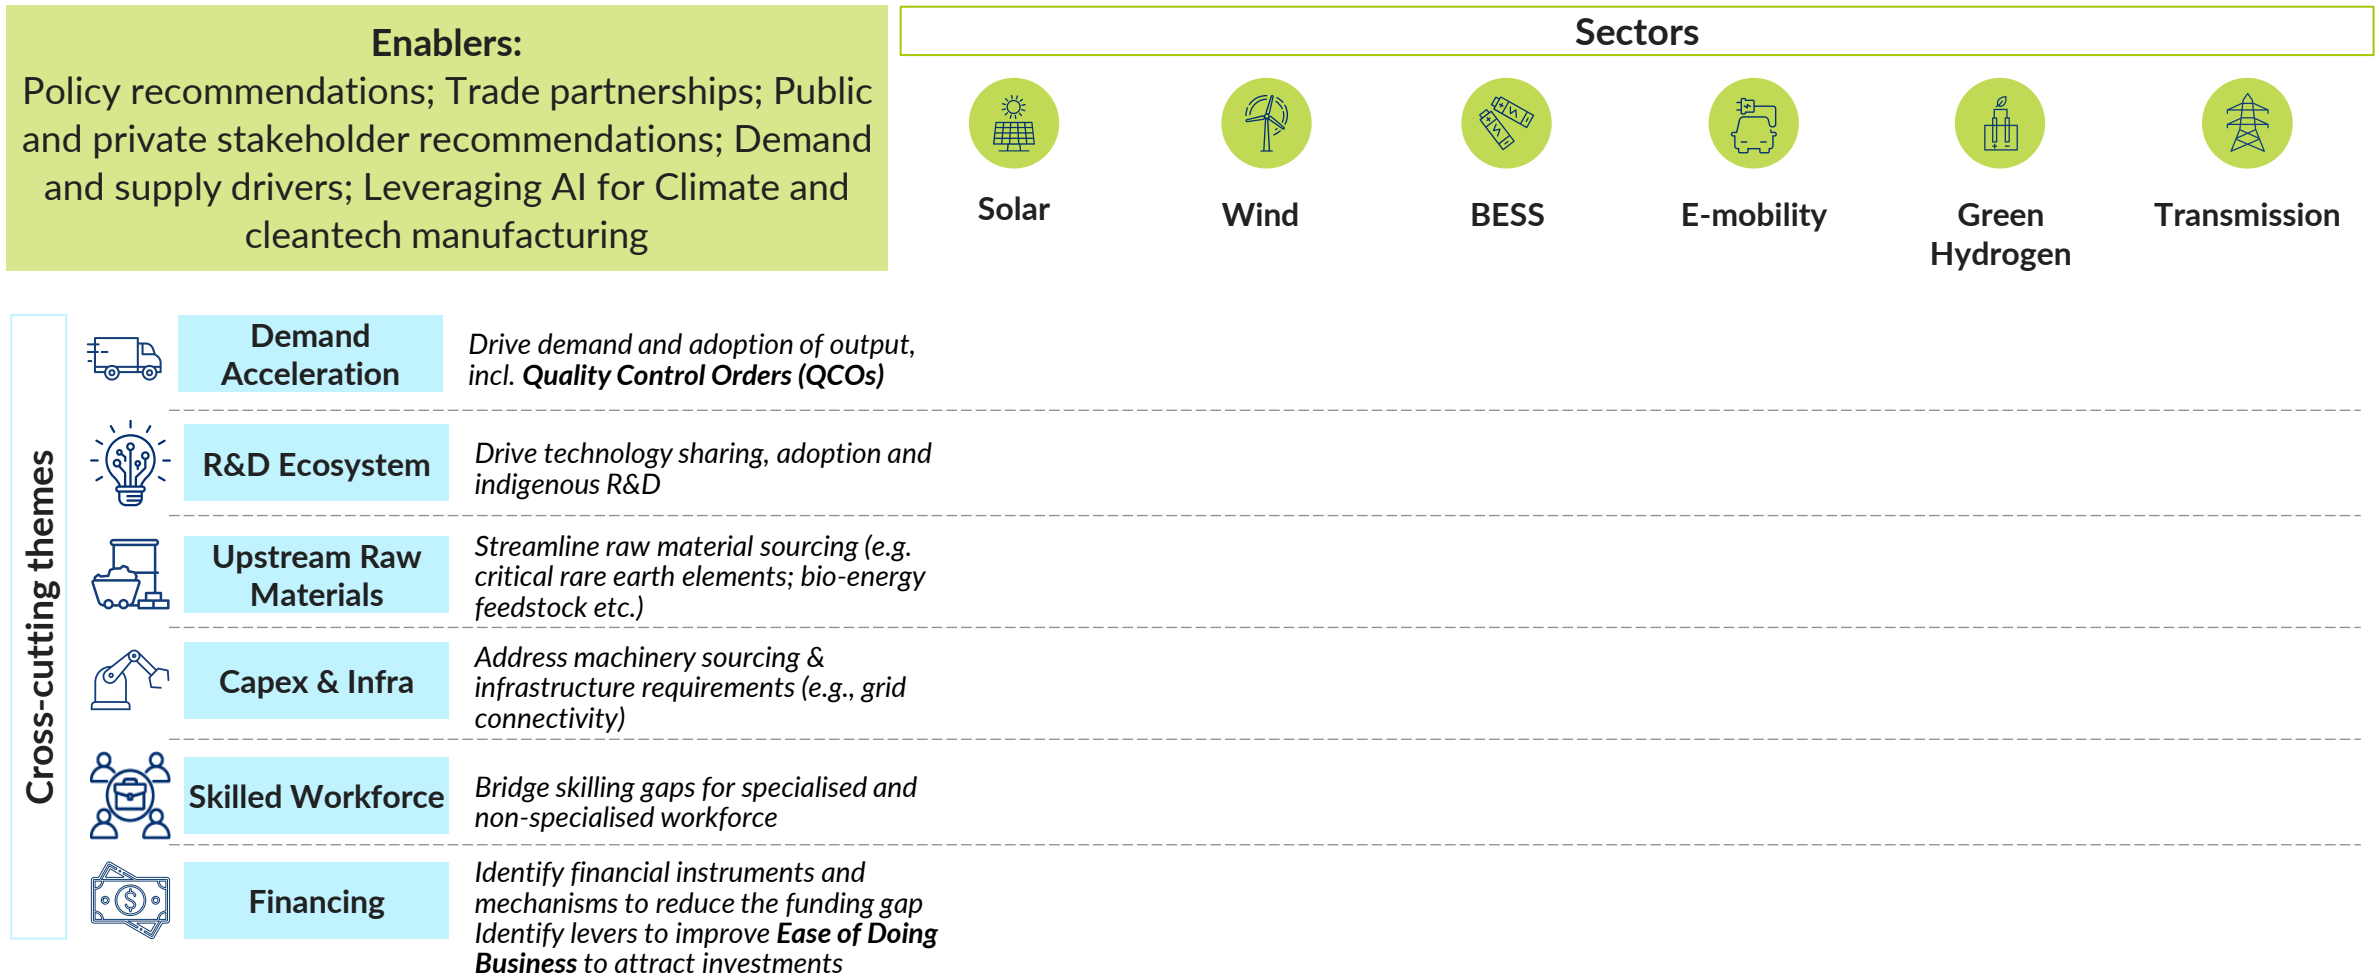 Enablers:
Policy recommendations; Trade partnerships; Public
and private stakeholder recommendations; Demand
and supply drivers; Leveraging AI for Climate and
cleantech manufacturing
Sectors
Solar
Wind
BESS
E-mobility
Green
Hydrogen
Transmission
Cross-cutting themes
Demand
Acceleration
Drive demand and adoption of output,
incl. Quality Control Orders (QCOs)
R&D Ecosystem
Drive technology sharing, adoption and
indigenous R&D
Upstream Raw
Materials
Streamline raw material sourcing (e.g.
critical rare earth elements; bio-energy
feedstock etc.)
Capex & Infra
Address machinery sourcing &
infrastructure requirements (e.g., grid
connectivity)
Skilled Workforce
Bridge skilling gaps for specialised and
non-specialised workforce
Financing
Identify financial instruments and
mechanisms to reduce the funding gap
Identify levers to improve Ease of Doing
Business to attract investments